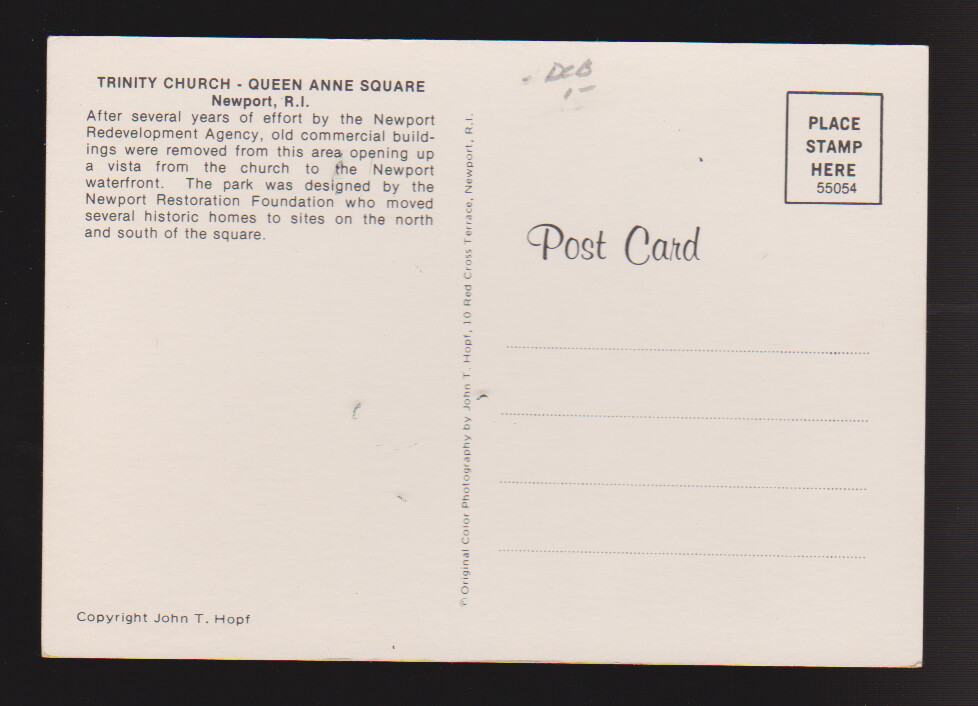 TRINITY CHURCH - QUEEN ANNE SQUARE
Newport, R.I.
After several years of effort by the Newport
Redevelopment Agency, old commercial build-
ings were removed from this area opening up
a vista from the church to the Newport
waterfront. The park was designed by the
Newport Restoration Foundation who moved
several historic homes to sites on the north
and south of the square.
Copyright John T. Hopf
© Original Color Photography by John T. Hopf, 10 Red Cross Terrace, Newport, R.I.
DCB
1-
PLACE
STAMP
HERE
55054
Post Card